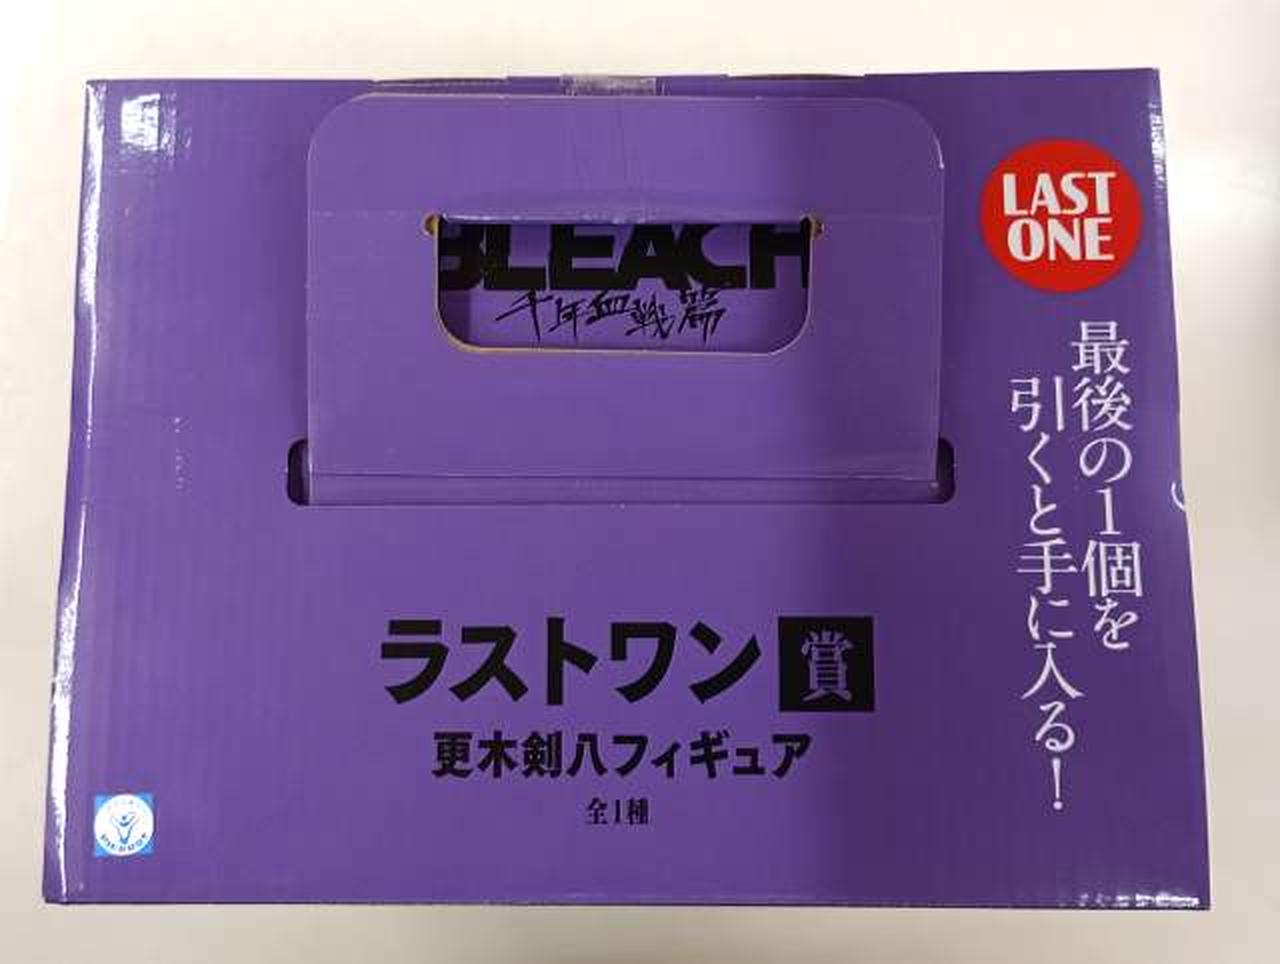 BLEACH
千年血戦篇
LAST
ONE
最後の1個を
引くと手に入る!
ラストワン賞
更木剣八フィギュア
全1種